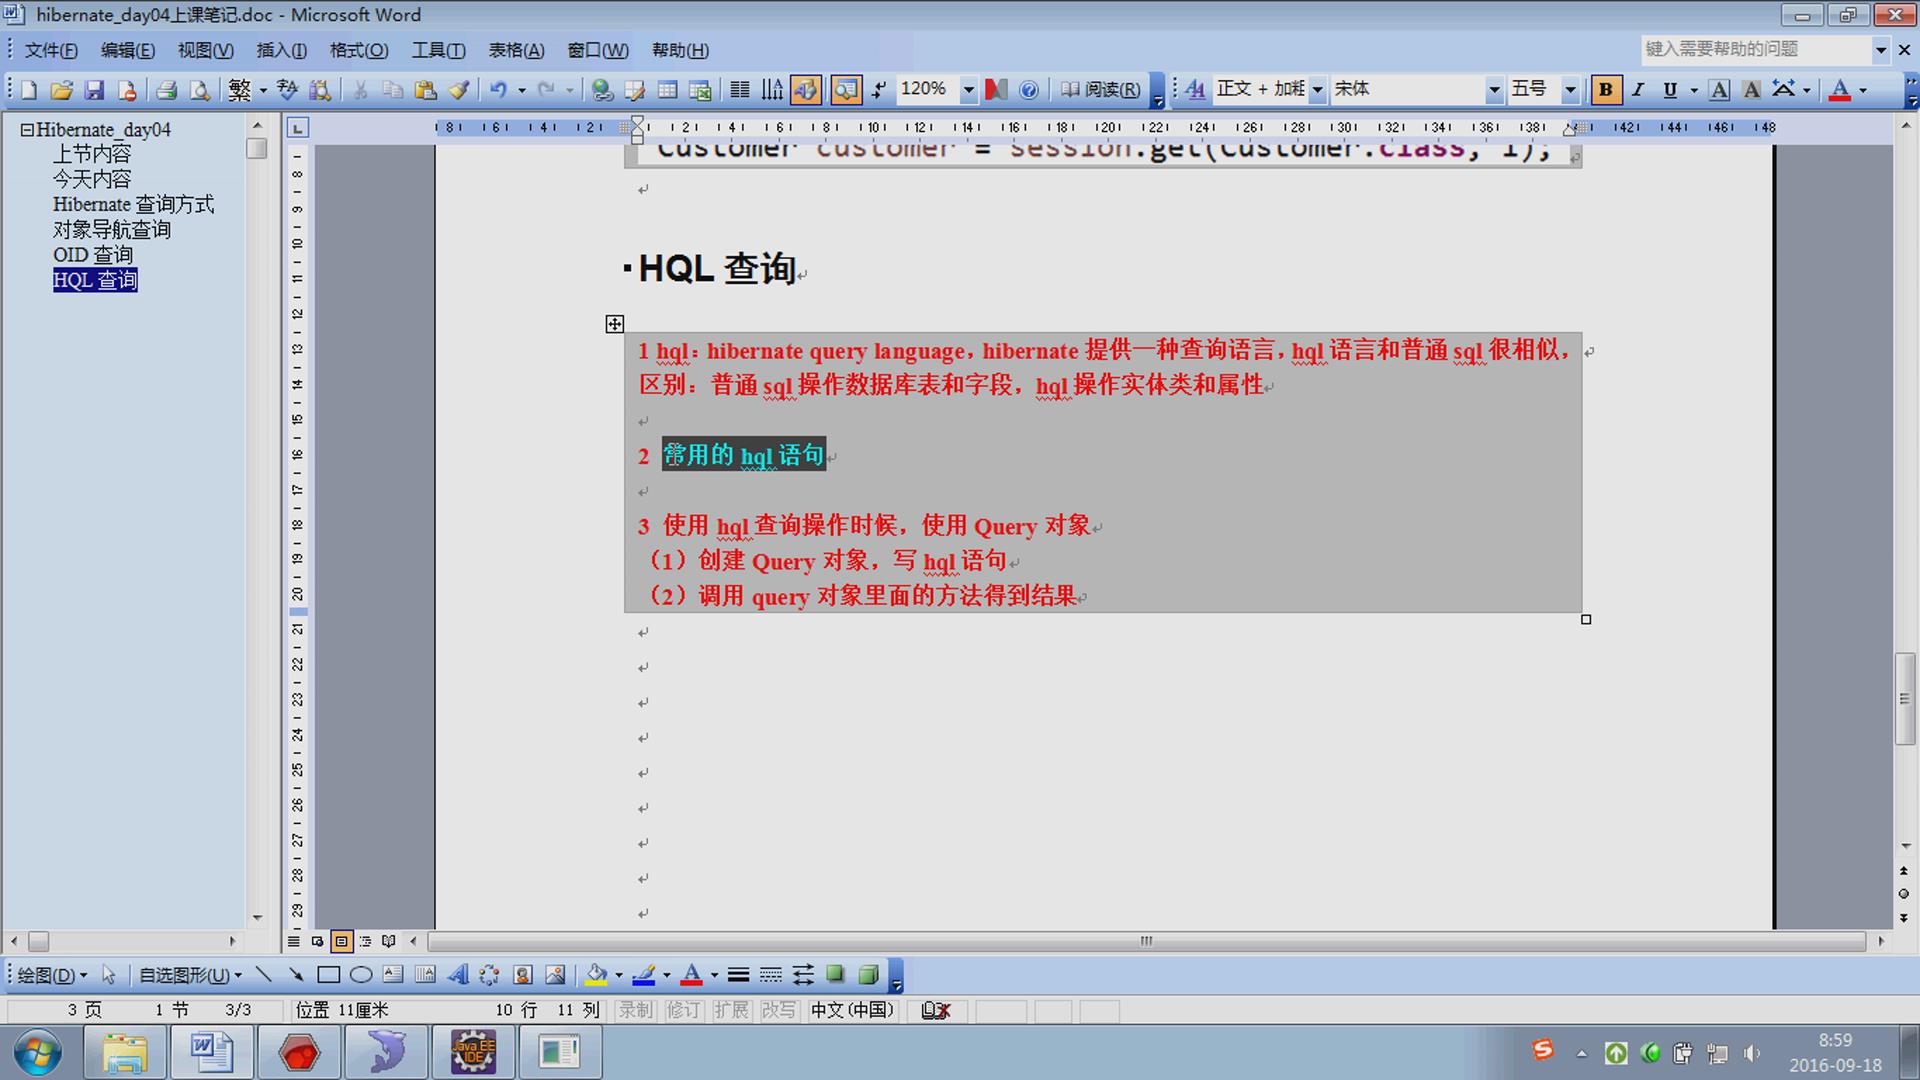 hibernate_day04上课笔记.doc - Microsoft Word
文件(F) 编辑(E) 视图(V) 插入(I) 格式(O) 工具(T) 表格(A) 窗口(W) 帮助(H) 键入需要帮助的问题
繁 120% 阅读(R) 正文 + 加粗 宋体 五号 B I U A A A
Hibernate_day04
上节内容
今天内容
Hibernate 查询方式
对象导航查询
OID 查询
HQL 查询
Customer customer = session.get(Customer.class, 1);
HQL 查询
1 hql：hibernate query language，hibernate 提供一种查询语言，hql 语言和普通 sql 很相似，
区别：普通 sql 操作数据库表和字段，hql 操作实体类和属性
2 常用的 hql 语句
3 使用 hql 查询操作时候，使用 Query 对象
（1）创建 Query 对象，写 hql 语句
（2）调用 query 对象里面的方法得到结果
绘图(D) 自选图形(U)
3 页 1 节 3/3 位置 11厘米 10 行 11 列 录制 修订 扩展 改写 中文(中国)
Java EE
IDE
8:59
2016-09-18